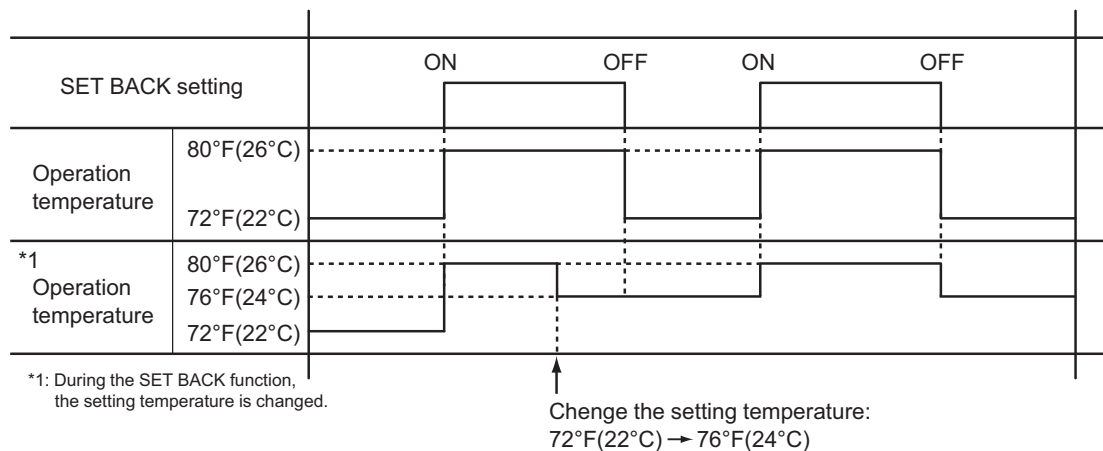 ON OFF ON OFF
SET BACK setting
80°F(26°C)
Operation
temperature
72°F(22°C)
*1
Operation
temperature
80°F(26°C)
76°F(24°C)
72°F(22°C)
*1: During the SET BACK function,
the setting temperature is changed.
Chenge the setting temperature:
72°F(22°C) → 76°F(24°C)